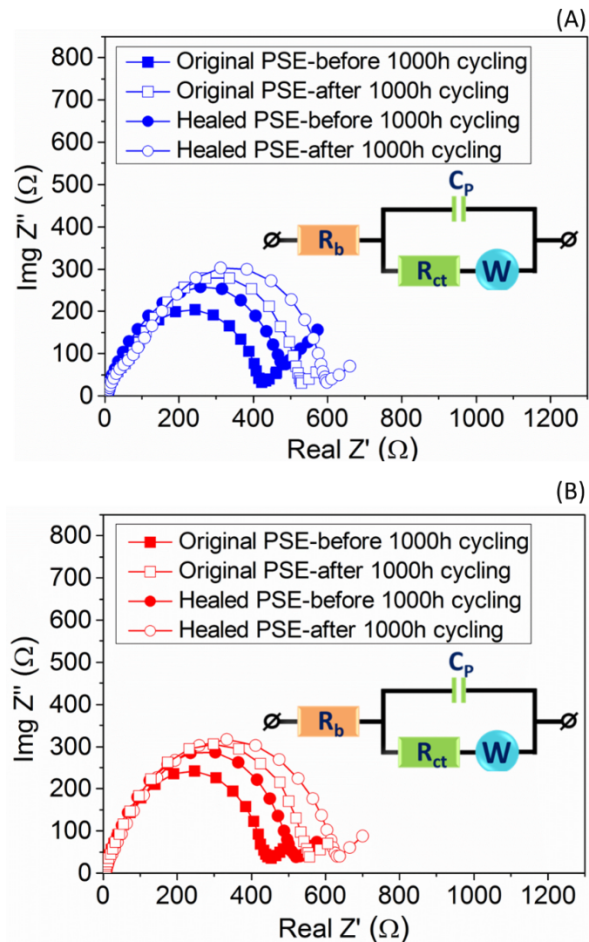 (A)
800
700
600
500
400
300
200
100
0
Img Z" (Ω)
Original PSE-before 1000h cycling
Original PSE-after 1000h cycling
Healed PSE-before 1000h cycling
Healed PSE-after 1000h cycling
Cₚ
R_b
R_ct
W
0 200 400 600 800 1000 1200
Real Z' (Ω)
(B)
800
700
600
500
400
300
200
100
0
Img Z" (Ω)
Original PSE-before 1000h cycling
Original PSE-after 1000h cycling
Healed PSE-before 1000h cycling
Healed PSE-after 1000h cycling
Cₚ
R_b
R_ct
W
0 200 400 600 800 1000 1200
Real Z' (Ω)